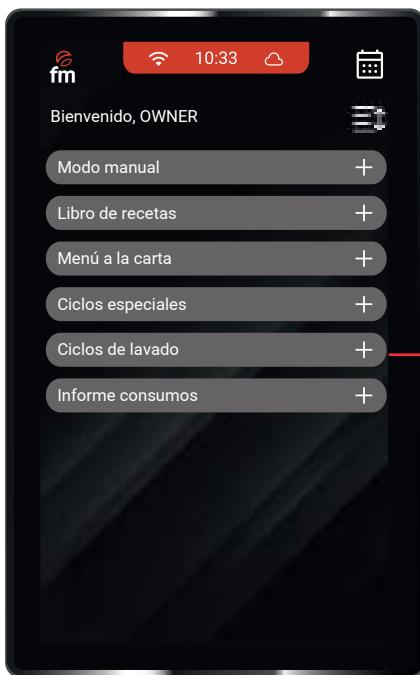 10:33
fm
Bienvenido, OWNER
Modo manual
Libro de recetas
Menú a la carta
Ciclos especiales
Ciclos de lavado
Informe consumos